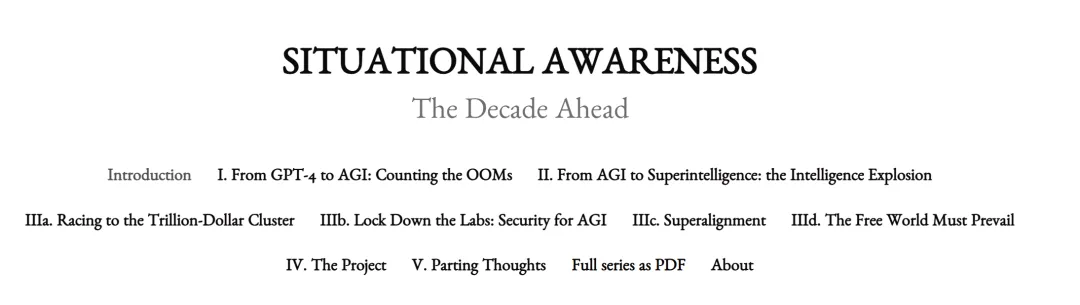 SITUATIONAL AWARENESS
The Decade Ahead
Introduction I. From GPT-4 to AGI: Counting the OOMs II. From AGI to Superintelligence: the Intelligence Explosion
IIIa. Racing to the Trillion-Dollar Cluster IIIb. Lock Down the Labs: Security for AGI IIIc. Superalignment IIId. The Free World Must Prevail
IV. The Project V. Parting Thoughts Full series as PDF About